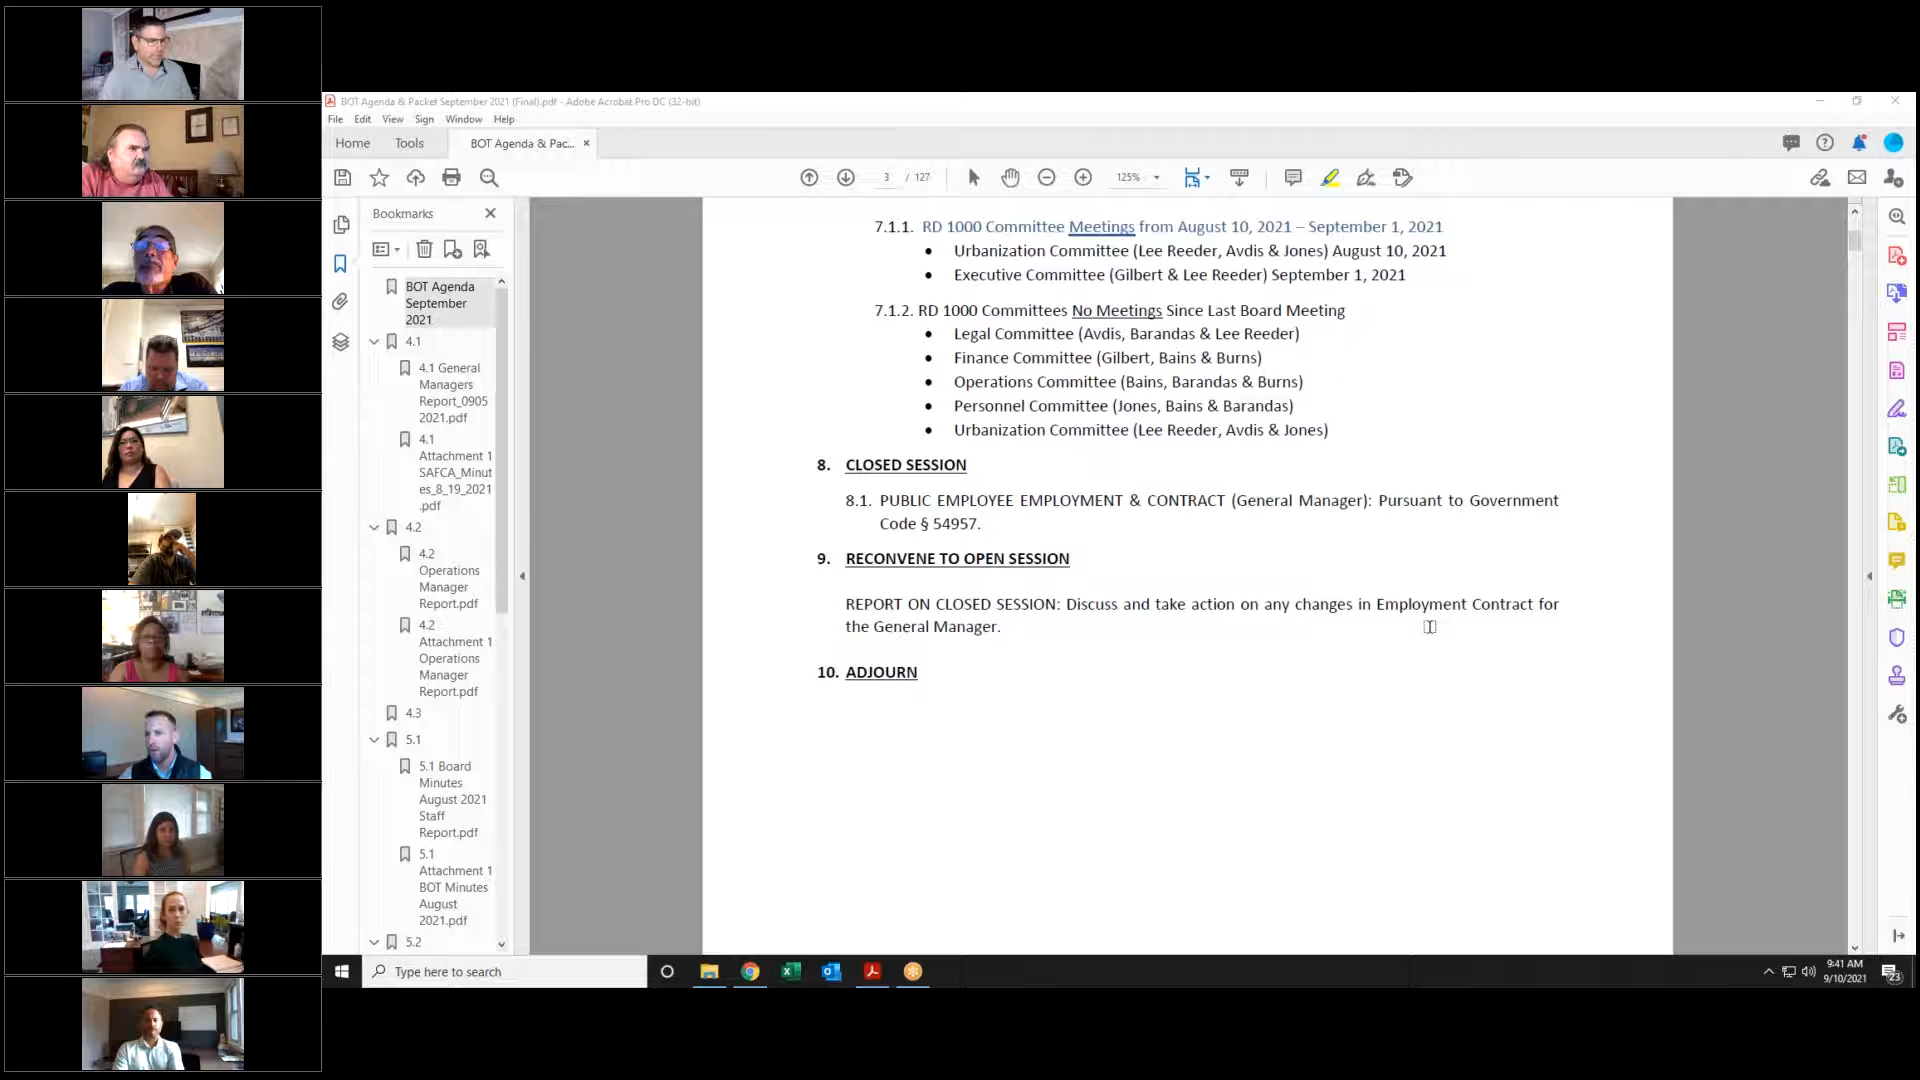 BOT Agenda & Packet September 2021 (Final).pdf - Adobe Acrobat Pro DC (32-bit)
File Edit View Sign Window Help
Home Tools BOT Agenda & Pac... ×
3 / 127 125%
Bookmarks
BOT Agenda
September
2021
4.1
4.1 General
Managers
Report_0905
2021.pdf
4.1
Attachment 1
SAFCA_Minut
es_8_19_2021
.pdf
4.2
4.2
Operations
Manager
Report.pdf
4.2
Attachment 1
Operations
Manager
Report.pdf
4.3
5.1
5.1 Board
Minutes
August 2021
Staff
Report.pdf
5.1
Attachment 1
BOT Minutes
August
2021.pdf
5.2
7.1.1. RD 1000 Committee Meetings from August 10, 2021 – September 1, 2021
• Urbanization Committee (Lee Reeder, Avdis & Jones) August 10, 2021
• Executive Committee (Gilbert & Lee Reeder) September 1, 2021
7.1.2. RD 1000 Committees No Meetings Since Last Board Meeting
• Legal Committee (Avdis, Barandas & Lee Reeder)
• Finance Committee (Gilbert, Bains & Burns)
• Operations Committee (Bains, Barandas & Burns)
• Personnel Committee (Jones, Bains & Barandas)
• Urbanization Committee (Lee Reeder, Avdis & Jones)
8. CLOSED SESSION
8.1. PUBLIC EMPLOYEE EMPLOYMENT & CONTRACT (General Manager): Pursuant to Government
Code § 54957.
9. RECONVENE TO OPEN SESSION
REPORT ON CLOSED SESSION: Discuss and take action on any changes in Employment Contract for
the General Manager.
10. ADJOURN
Type here to search
9:41 AM
9/10/2021
23